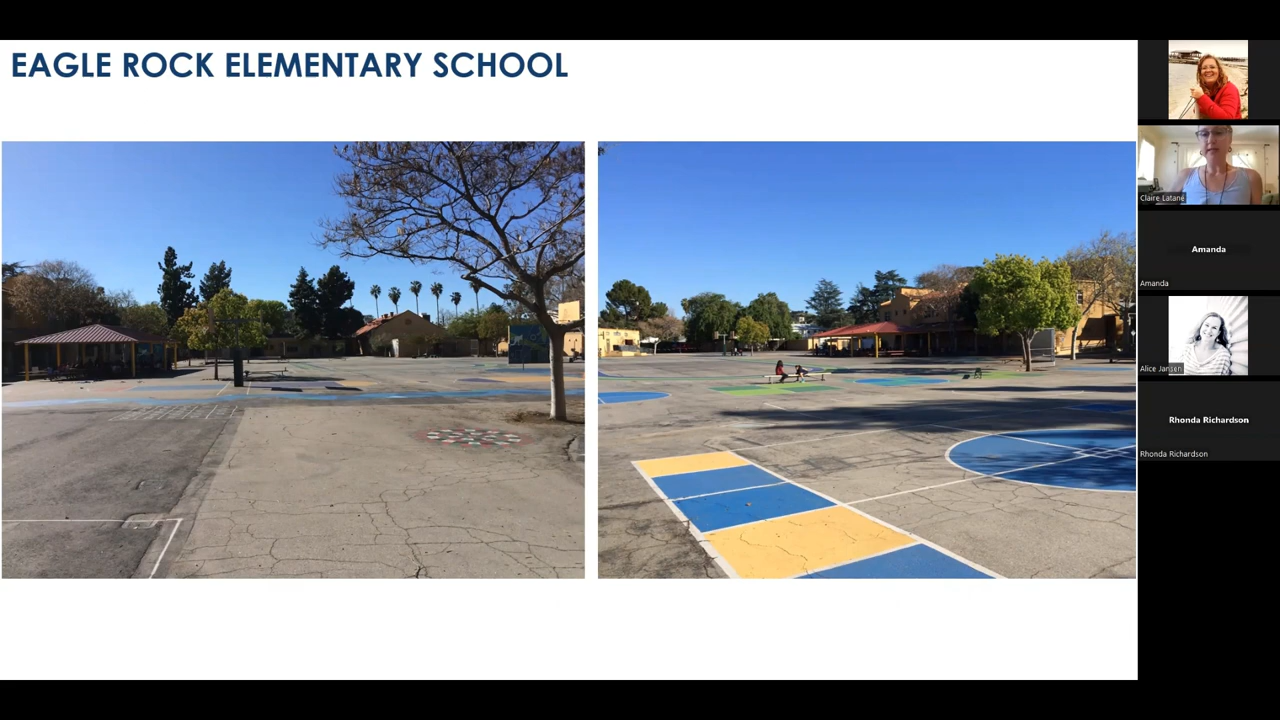 EAGLE ROCK ELEMENTARY SCHOOL
Claire Latané
Amanda
Amanda
Alice Jansen
Rhonda Richardson
Rhonda Richardson